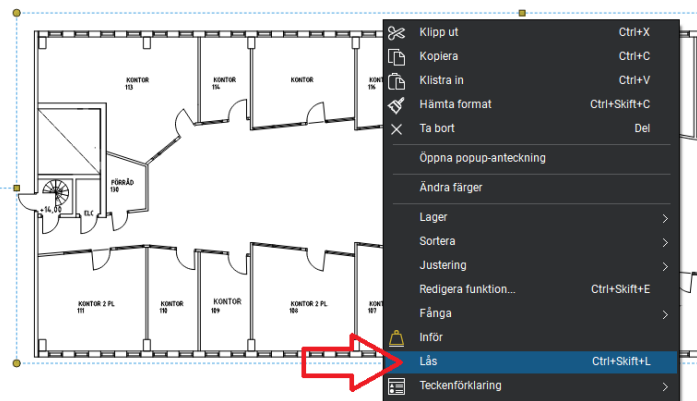 Klipp ut Ctrl+X
Kopiera Ctrl+C
Klistra in Ctrl+V
Hämta format Ctrl+Skift+C
Ta bort Del
Öppna popup-anteckning
Ändra färger
Lager
Sortera
Justering
Redigera funktion... Ctrl+Skift+E
Fånga
Inför
Lås Ctrl+Skift+L
Teckenförklaring
KONTOR
113
KONTOR
114
KONTOR
116
FÖRRÅD
130
+14,00
ELC
KONTOR 2 PL
111
KONTOR
110
KONTOR
109
KONTOR 2 PL.
108
107